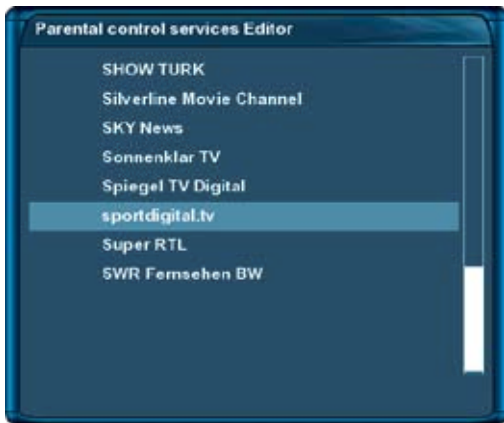 Parental control services Editor
SHOW TURK
Silverline Movie Channel
SKY News
Sonnenklar TV
Spiegel TV Digital
sportdigital.tv
Super RTL
SWR Fernsehen BW